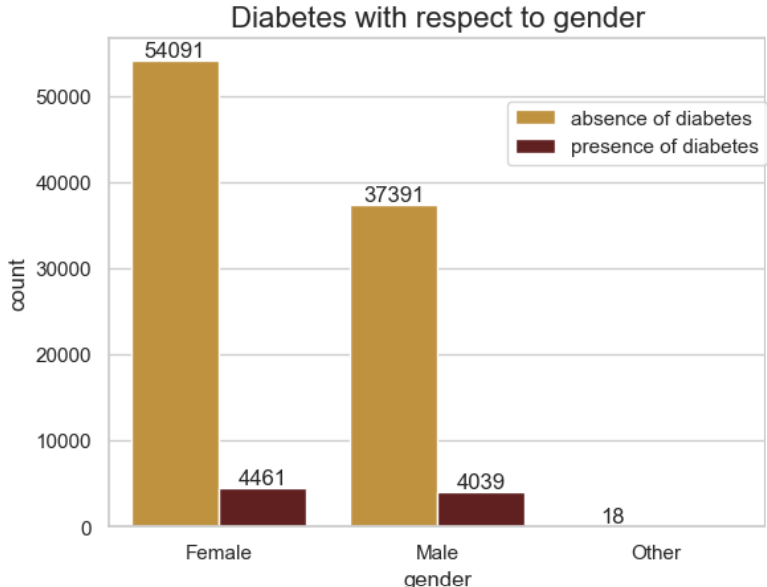 Diabetes with respect to gender
54091
50000
absence of diabetes
presence of diabetes
40000
37391
30000
count
20000
10000
4461
4039
18
0
Female Male Other
gender